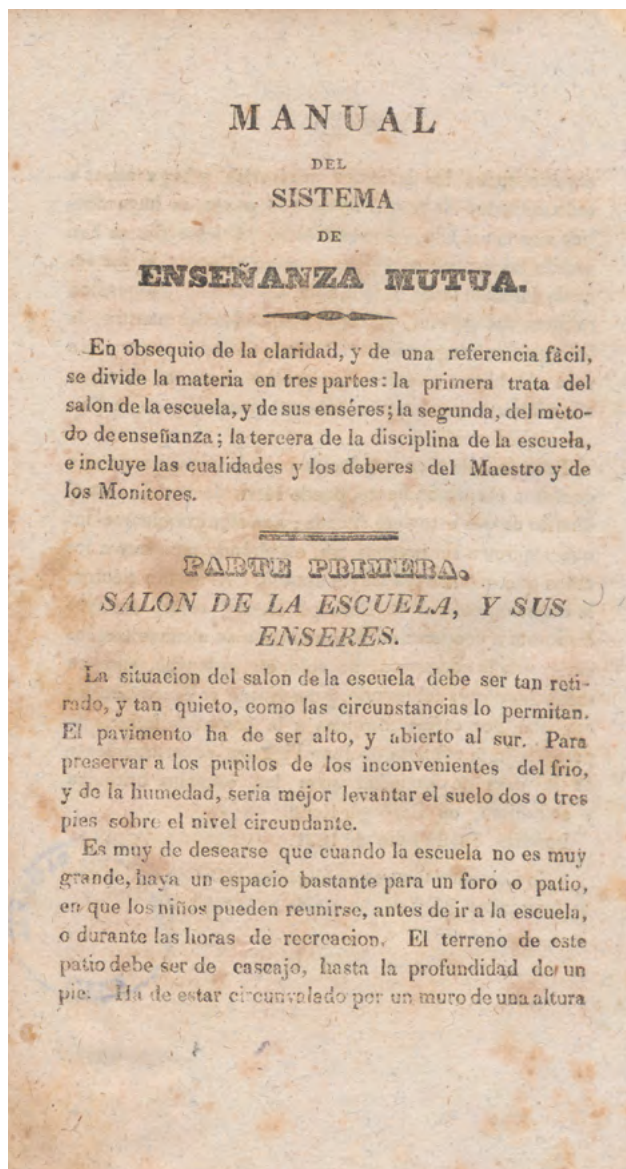 MANUAL
DEL
SISTEMA
DE
ENSEÑANZA MUTUA.
En obsequio de la claridad, y de una referencia fàcil,
se divide la materia en tres partes: la primera trata del
salon de la escuela, y de sus enséres; la segunda, del mèto-
do de enseñanza; la tercera de la disciplina de la escuela,
e incluye las cualidades y los deberes del Maestro y de
los Monitores.
PARTE PRIMERA.
SALON DE LA ESCUELA, Y SUS
ENSERES.
La situacion del salon de la escuela debe ser tan reti-
rado, y tan quieto, como las circunstancias lo permitan.
El pavimento ha de ser alto, y abierto al sur. Para
preservar a los pupilos de los inconvenientes del frio,
y de la humedad, seria mejor levantar el suelo dos o tres
pies sobre el nivel circundante.
Es muy de desearse que cuando la escuela no es muy
grande, haya un espacio bastante para un foro o patio,
en que los niños pueden reunirse, antes de ir a la escuela,
o durante las horas de recreacion. El terreno de este
patio debe ser de cascajo, hasta la profundidad de un
pie. Ha de estar circunvalado por un muro de una altura